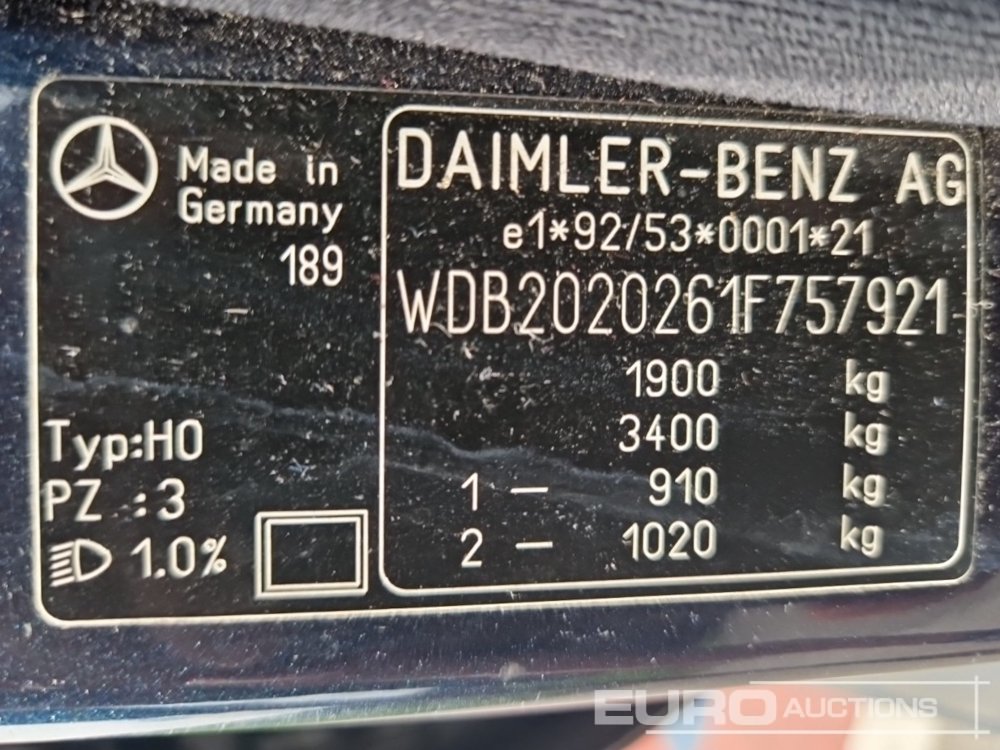 Made in
Germany
189
Typ:HO
PZ :3
1.0%
DAIMLER-BENZ AG
e1*92/53*0001*21
WDB2020261F757921
1900 kg
3400 kg
1 – 910 kg
2 – 1020 kg
EURO AUCTIONS